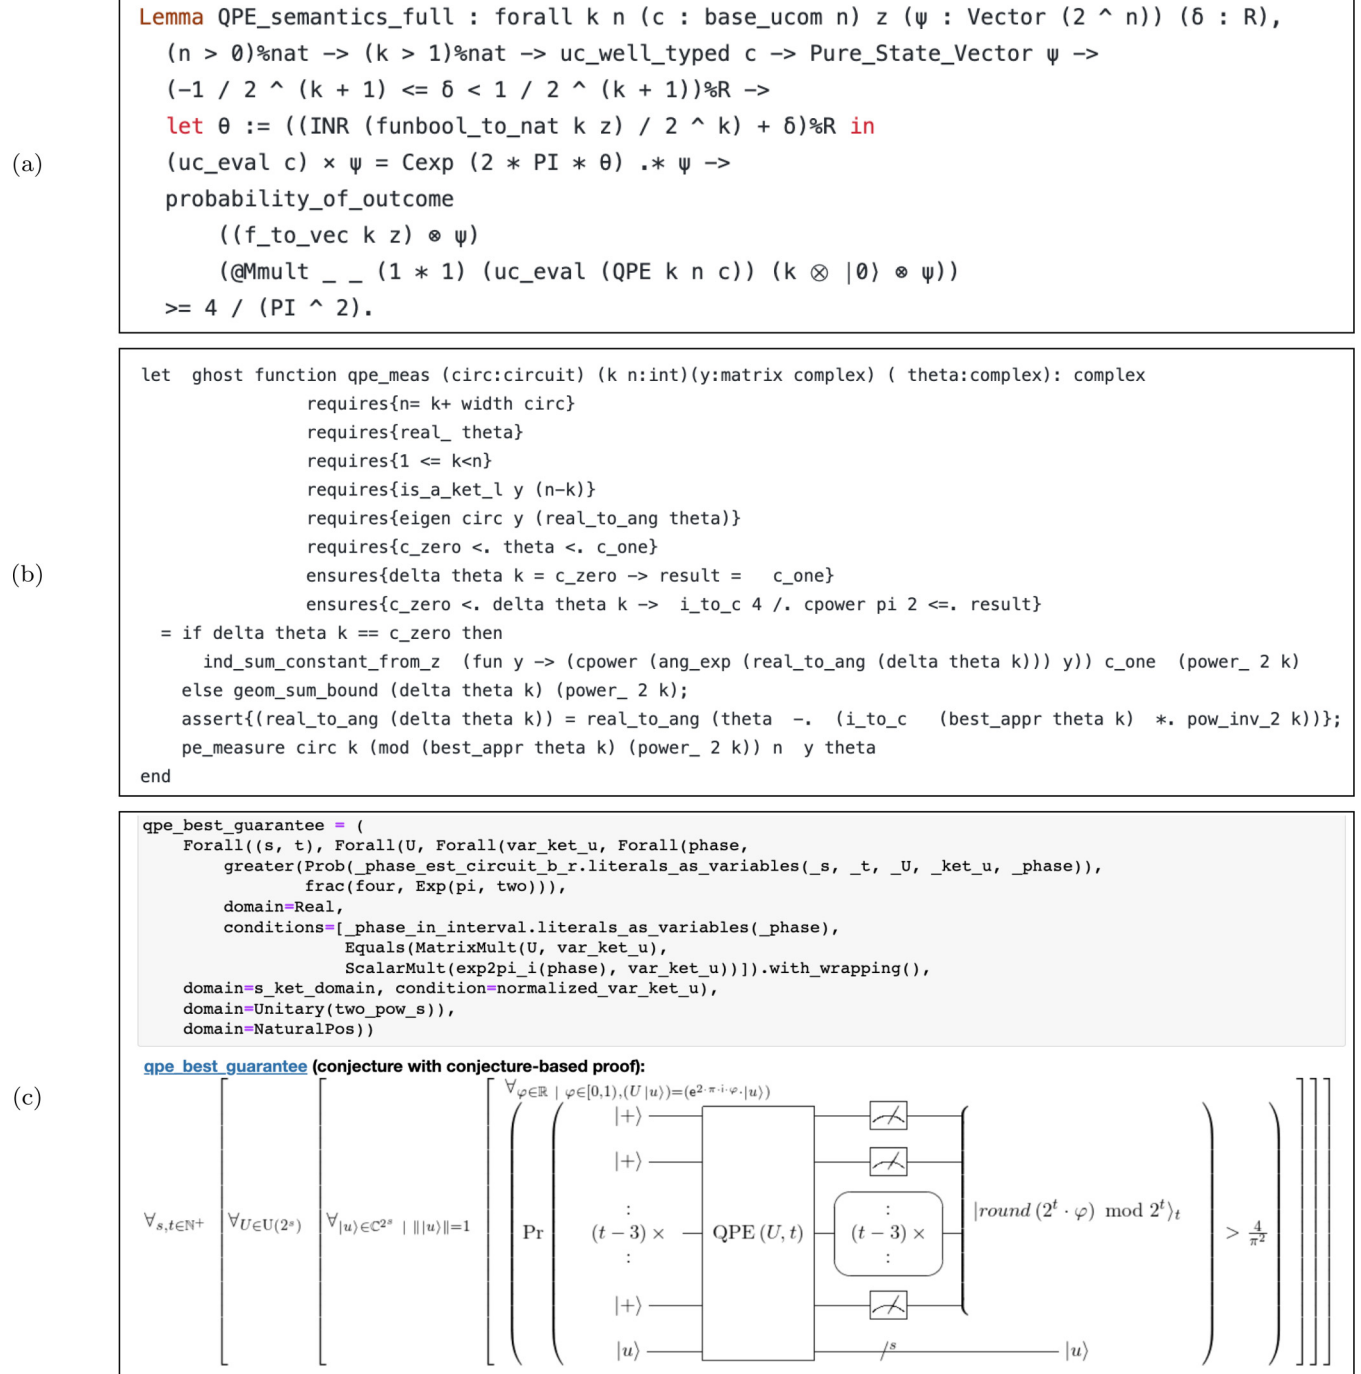 (a)
Lemma QPE_semantics_full : forall k n (c : base_ucom n) z (ψ : Vector (2 ^ n)) (δ : R),
(n > 0)%nat -> (k > 1)%nat -> uc_well_typed c -> Pure_State_Vector ψ ->
(-1 / 2 ^ (k + 1) <= δ < 1 / 2 ^ (k + 1))%R ->
let θ := ((INR (funbool_to_nat k z) / 2 ^ k) + δ)%R in
(uc_eval c) × ψ = Cexp (2 * PI * θ) .* ψ ->
probability_of_outcome
((f_to_vec k z) ⊗ ψ)
(@Mmult _ _ (1 * 1) (uc_eval (QPE k n c)) (k ⨂ |0⟩ ⊗ ψ))
>= 4 / (PI ^ 2).
(b)
let ghost function qpe_meas (circ:circuit) (k n:int)(y:matrix complex) ( theta:complex): complex
requires{n= k+ width circ}
requires{real_ theta}
requires{1 <= k<n}
requires{is_a_ket_l y (n-k)}
requires{eigen circ y (real_to_ang theta)}
requires{c_zero <. theta <. c_one}
ensures{delta theta k = c_zero -> result = c_one}
ensures{c_zero <. delta theta k -> i_to_c 4 /. cpower pi 2 <=. result}
= if delta theta k == c_zero then
ind_sum_constant_from_z (fun y -> (cpower (ang_exp (real_to_ang (delta theta k))) y)) c_one (power_ 2 k)
else geom_sum_bound (delta theta k) (power_ 2 k);
assert{(real_to_ang (delta theta k)) = real_to_ang (theta -. (i_to_c (best_appr theta k) *. pow_inv_2 k))};
pe_measure circ k (mod (best_appr theta k) (power_ 2 k)) n y theta
end
(c)
qpe_best_guarantee = (
Forall((s, t), Forall(U, Forall(var_ket_u, Forall(phase,
greater(Prob(_phase_est_circuit_b_r.literals_as_variables(_s, _t, _U, _ket_u, _phase)),
frac(four, Exp(pi, two))),
domain=Real,
conditions=[_phase_in_interval.literals_as_variables(_phase),
Equals(MatrixMult(U, var_ket_u),
ScalarMult(exp2pi_i(phase), var_ket_u))]).with_wrapping(),
domain=s_ket_domain, condition=normalized_var_ket_u),
domain=Unitary(two_pow_s)),
domain=NaturalPos))
qpe_best_guarantee (conjecture with conjecture-based proof):
∀φ∈ℝ | φ∈[0,1),(U |u⟩)=(e^{2·π·i·φ}·|u⟩)
|+⟩
|+⟩
∀s,t∈ℕ⁺ [∀U∈U(2^s) [∀|u⟩∈ℂ^{2^s} | ‖|u⟩‖=1 [ (Pr ( : (t − 3) × : QPE (U, t) : (t − 3) × : |round (2^t · φ) mod 2^t⟩_t ) > 4/π² ) ] ] ]
|+⟩
|u⟩ s |u⟩